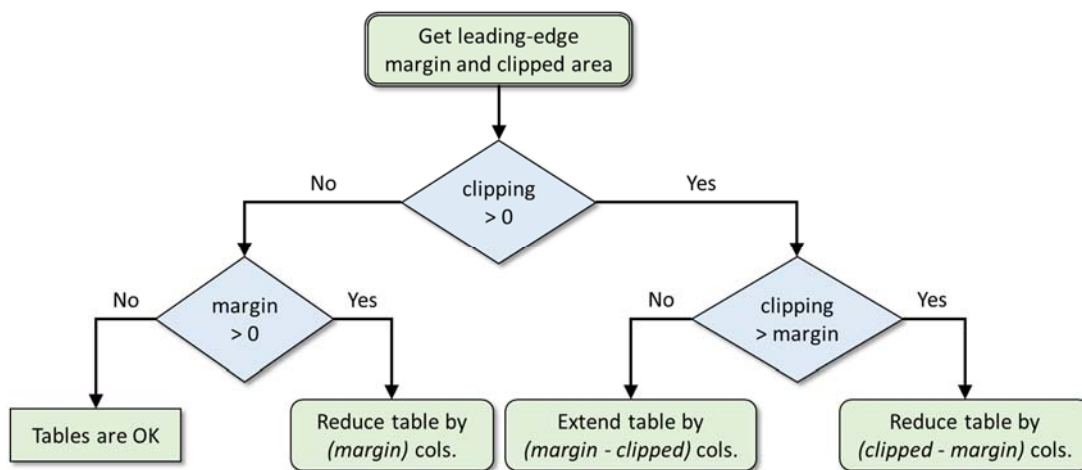 Get leading-edge
margin and clipped area
No
clipping
> 0
Yes
No
margin
> 0
Yes
No
clipping
> margin
Yes
Tables are OK
Reduce table by
(margin) cols.
Extend table by
(margin - clipped) cols.
Reduce table by
(clipped - margin) cols.